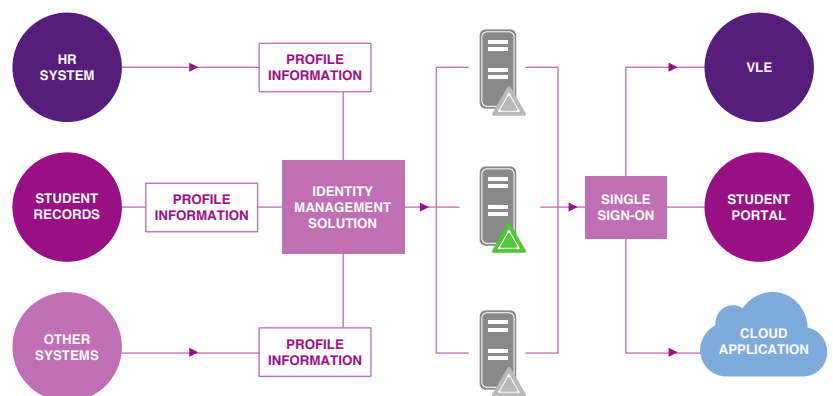 HR
SYSTEM
PROFILE
INFORMATION
VLE
STUDENT
RECORDS
PROFILE
INFORMATION
IDENTITY
MANAGEMENT
SOLUTION
SINGLE
SIGN-ON
STUDENT
PORTAL
OTHER
SYSTEMS
PROFILE
INFORMATION
CLOUD
APPLICATION